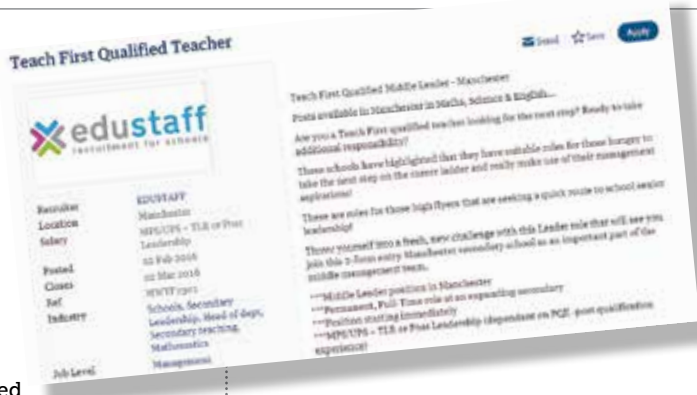 Teach First Qualified Teacher
Send Save Apply
edustaff
recruitment for schools
Recruiter EDUSTAFF
Location Manchester
Salary MPS/UPS – TLR or Post
Leadership
Posted 02 Feb 2016
Closes 02 Mar 2016
Ref
Industry Schools, Secondary
Leadership, Head of dept,
Secondary teaching,
Mathematics
Job Level Management
Teach First Qualified Middle Leader – Manchester
Posts available in Manchester in Maths, Science & English...
Are you a Teach First qualified teacher looking for the next step? Ready to take
additional responsibility?
These schools have highlighted that they have suitable roles for those hungry to
take the next step on the career ladder and really make use of their management
aspirations!
These are roles for those high flyers that are seeking a quick route to school senior
leadership!
Throw yourself into a fresh, new challenge with this Leader role that will see you
join this 7-form entry Manchester secondary school as an important part of the
middle management team.
***Middle Leader position in Manchester
***Permanent, Full-Time role at an expanding secondary
***Position starting immediately
***MPS/UPS – TLR or Post Leadership (dependant on PGE -post qualification
experience)
ed